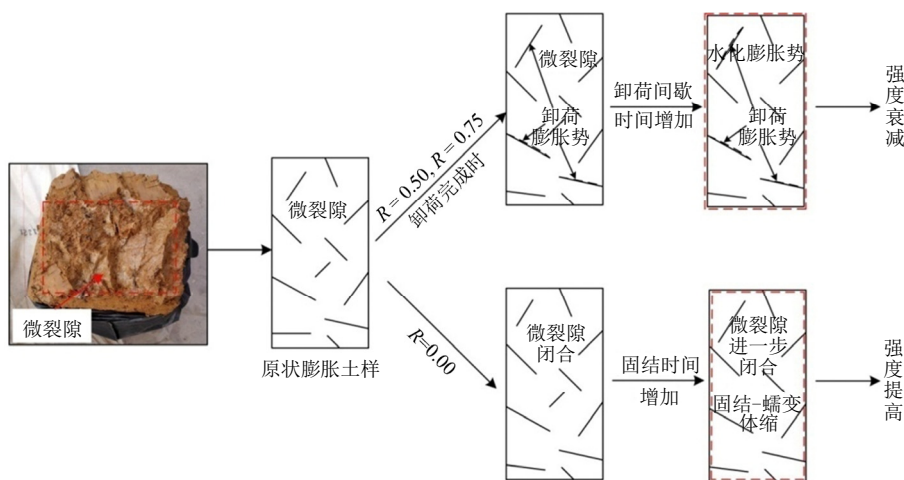 微裂隙
微裂隙
原状膨胀土样
R = 0.50, R = 0.75
卸荷完成时
R=0.00
微裂隙
卸荷
膨胀势
卸荷间歇
时间增加
水化膨胀势
卸荷
膨胀势
强度衰减
微裂隙
闭合
固结时间
增加
微裂隙
进一步
闭合
固结-蠕变
体缩
强度提高